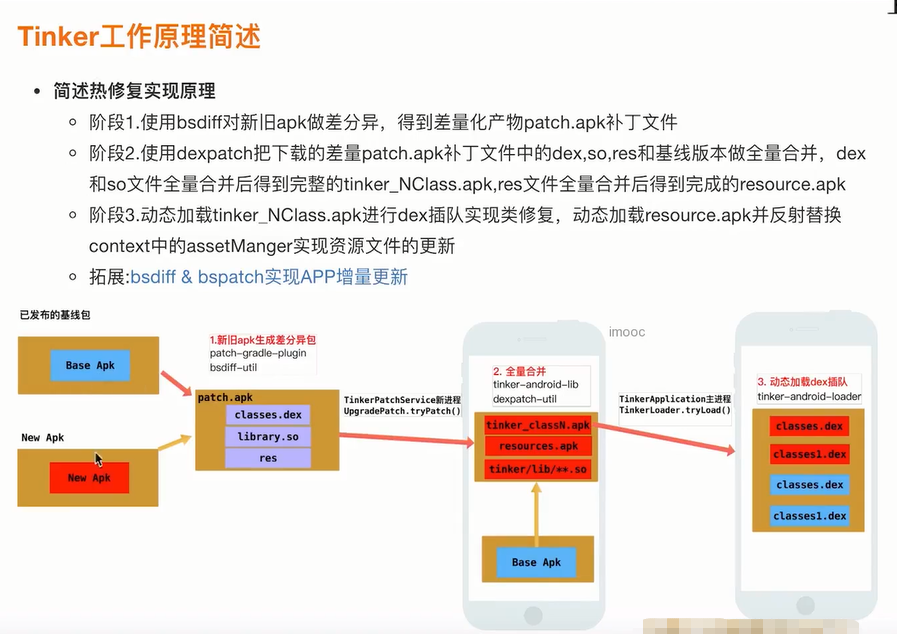 Tinker工作原理简述
• 简述热修复实现原理
阶段1.使用bsdiff对新旧apk做差分异，得到差量化产物patch.apk补丁文件
阶段2.使用dexpatch把下载的差量patch.apk补丁文件中的dex,so,res和基线版本做全量合并，dex
和so文件全量合并后得到完整的tinker_NClass.apk,res文件全量合并后得到完成的resource.apk
阶段3.动态加载tinker_NClass.apk进行dex插队实现类修复，动态加载resource.apk并反射替换
context中的assetManger实现资源文件的更新
拓展:bsdiff & bspatch实现APP增量更新
已发布的基线包
Base Apk
New Apk
New Apk
1.新旧apk生成差分异包
patch-gradle-plugin
bsdiff-util
patch.apk
classes.dex
library.so
res
TinkerPatchService新进程
UpgradePatch.tryPatch()
imooc
2. 全量合并
tinker-android-lib
dexpatch-util
tinker_classN.apk
resources.apk
tinker/lib/**.so
Base Apk
TinkerApplication主进程
TinkerLoader.tryLoad()
3. 动态加载dex插队
tinker-android-loader
classes.dex
classes1.dex
classes.dex
classes1.dex